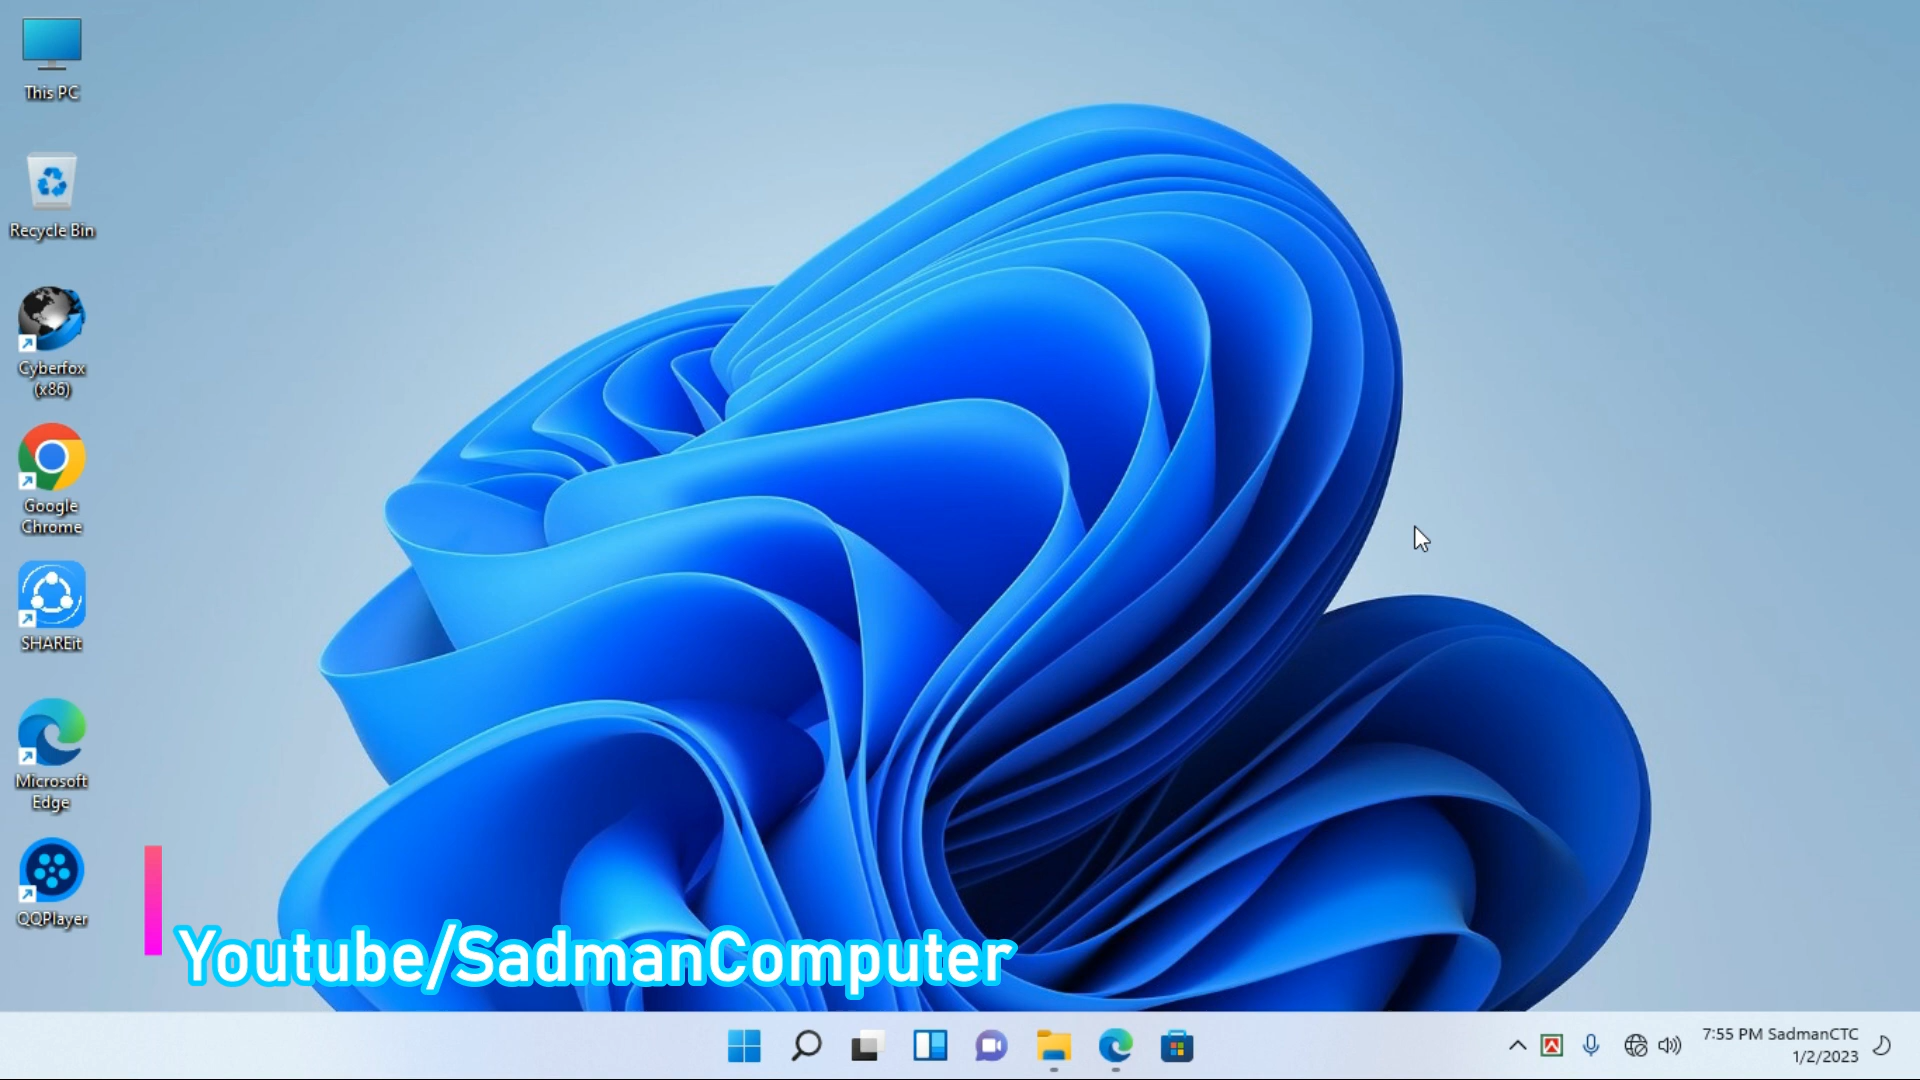 This PC
Recycle Bin
Cyberfox
(x86)
Google
Chrome
SHAREit
Microsoft
Edge
QQPlayer
Youtube/SadmanComputer
7:55 PM SadmanCTC
1/2/2023